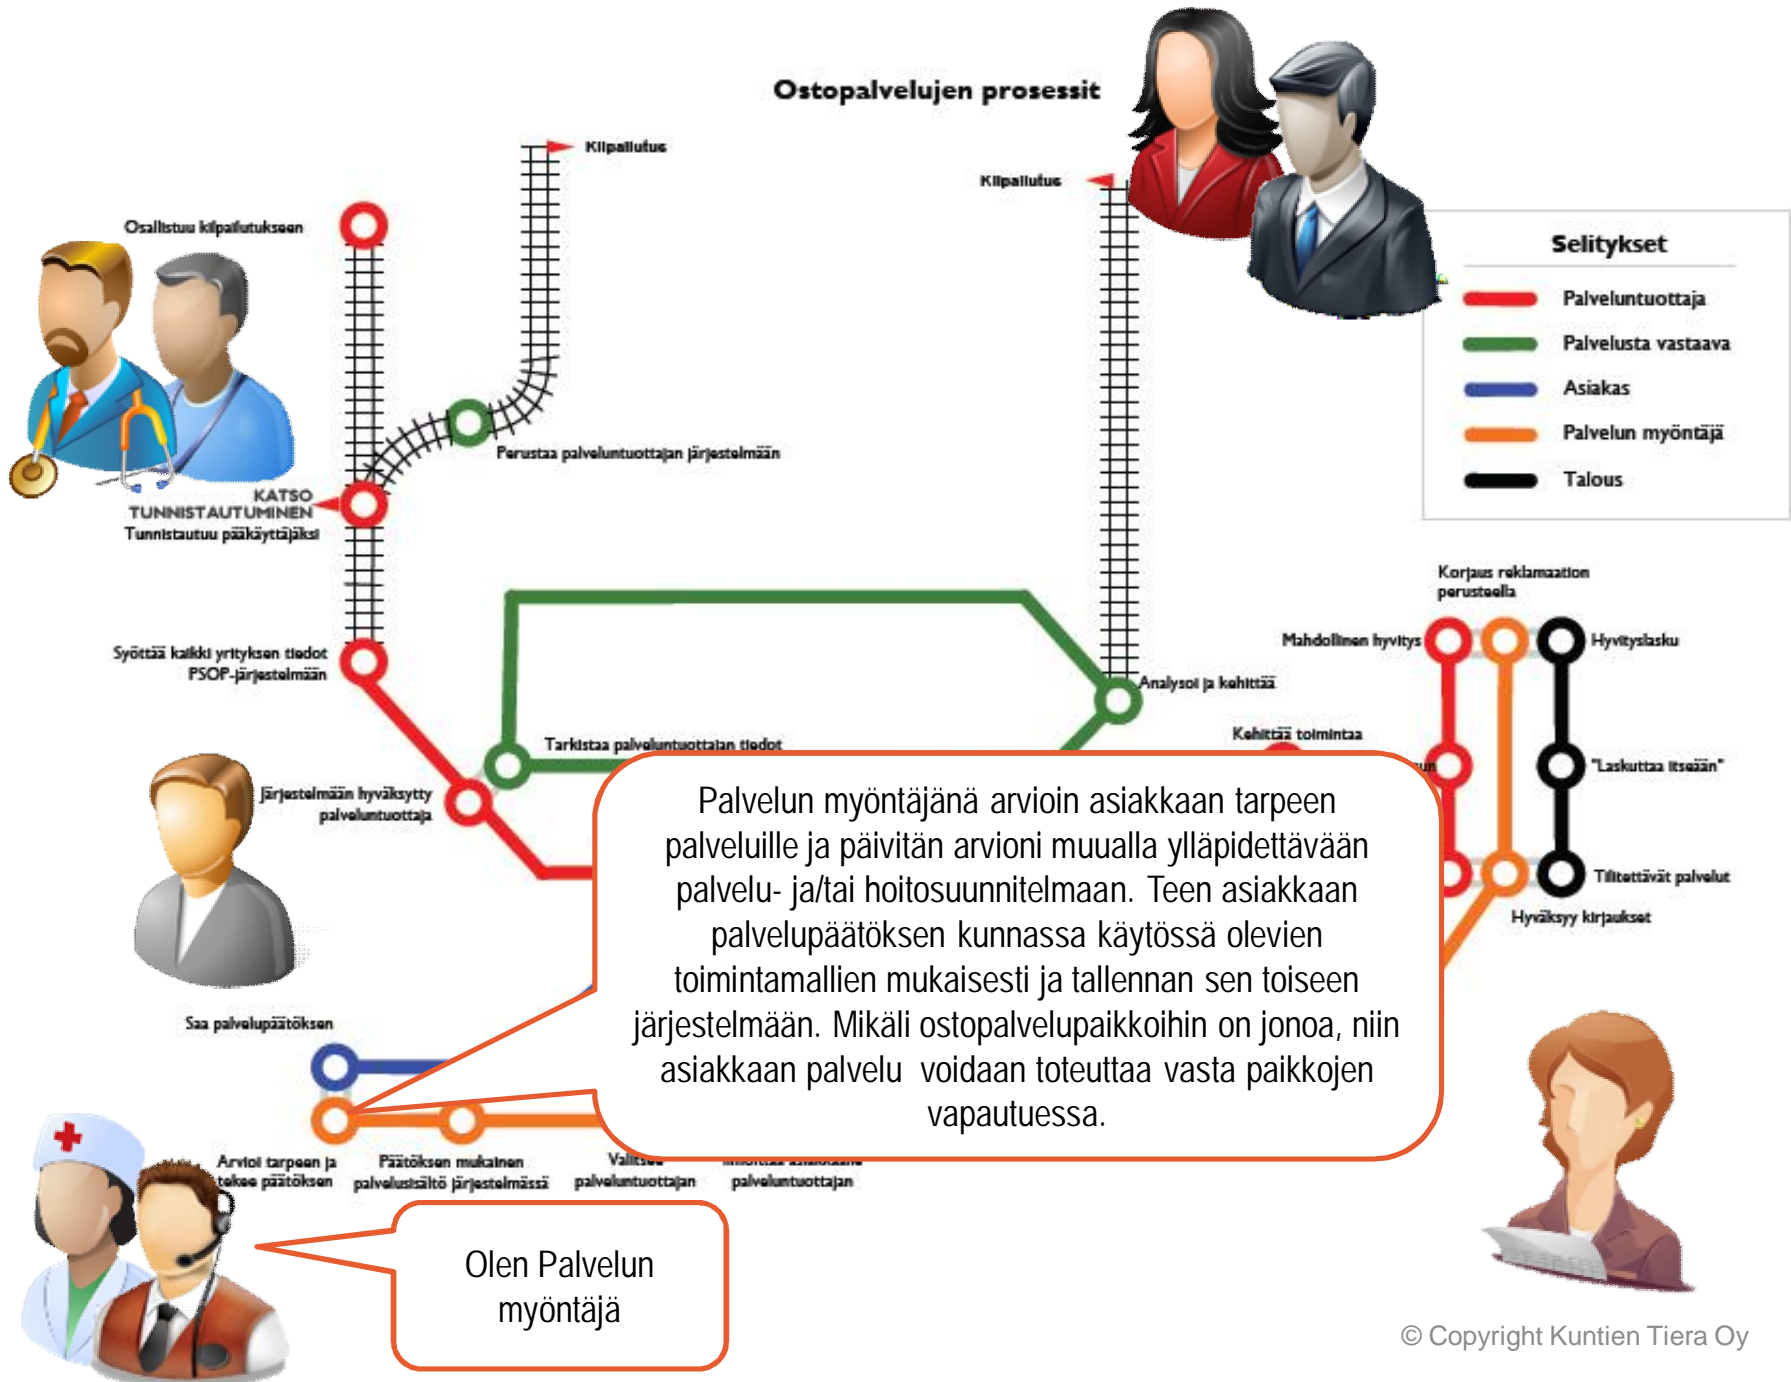 Ostopalvelujen prosessit
Kilpailutus
Kilpailutus
Osallistuu kilpailutukseen
Selitykset
Palveluntuottaja
Palvelusta vastaava
Asiakas
Palvelun myöntäjä
Talous
Perustaa palveluntuottajan järjestelmään
KATSO
TUNNISTAUTUMINEN
Tunnistautuu pääkäyttäjäksi
Korjaus reklamaation
perusteella
Mahdollinen hyvitys
Hyvityslasku
Syöttää kaikki yrityksen tiedot
PSOP-järjestelmään
Analysoi ja kehittää
Kehittää toimintaa
Tarkistaa palveluntuottajan tiedot
"Laskuttaa itseään"
Järjestelmään hyväksytty
palveluntuottaja
Palvelun myöntäjänä arvioin asiakkaan tarpeen
palveluille ja päivitän arvioni muualla ylläpidettävään
palvelu- ja/tai hoitosuunnitelmaan. Teen asiakkaan
palvelupäätöksen kunnassa käytössä olevien
toimintamallien mukaisesti ja tallennan sen toiseen
järjestelmään. Mikäli ostopalvelupaikkoihin on jonoa, niin
asiakkaan palvelu voidaan toteuttaa vasta paikkojen
vapautuessa.
Tilitettävät palvelut
Hyväksyy kirjaukset
Saa palvelupäätöksen
Arvioi tarpeen ja
tekee päätöksen
Päätöksen mukainen
palvelusisältö järjestelmässä
Valitsee
palveluntuottajan
palveluntuottajan
Olen Palvelun
myöntäjä
© Copyright Kuntien Tiera Oy